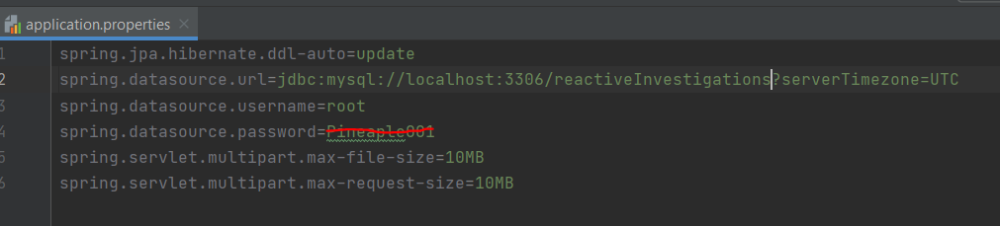 application.properties
1 spring.jpa.hibernate.ddl-auto=update
2 spring.datasource.url=jdbc:mysql://localhost:3306/reactiveInvestigations?serverTimezone=UTC
3 spring.datasource.username=root
4 spring.datasource.password=
5 spring.servlet.multipart.max-file-size=10MB
6 spring.servlet.multipart.max-request-size=10MB